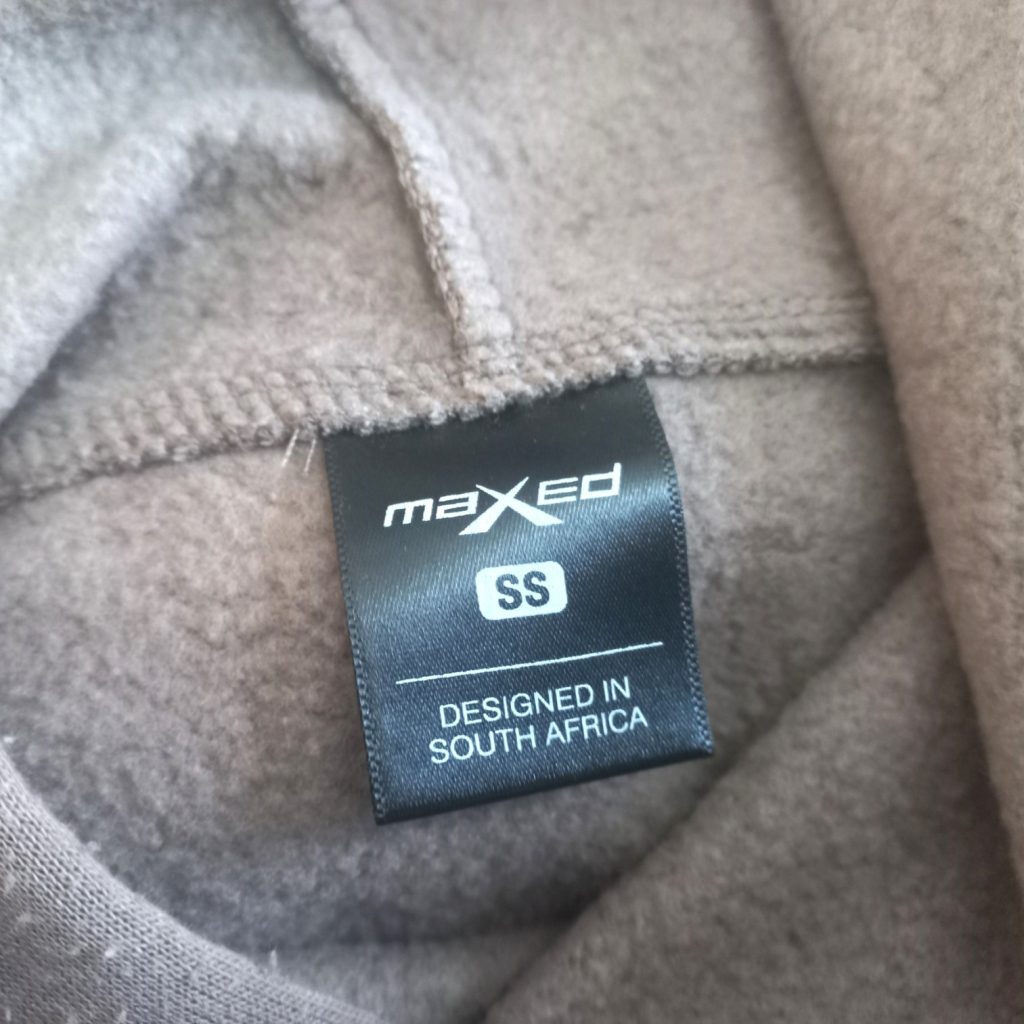 maXed
SS
DESIGNED IN
SOUTH AFRICA